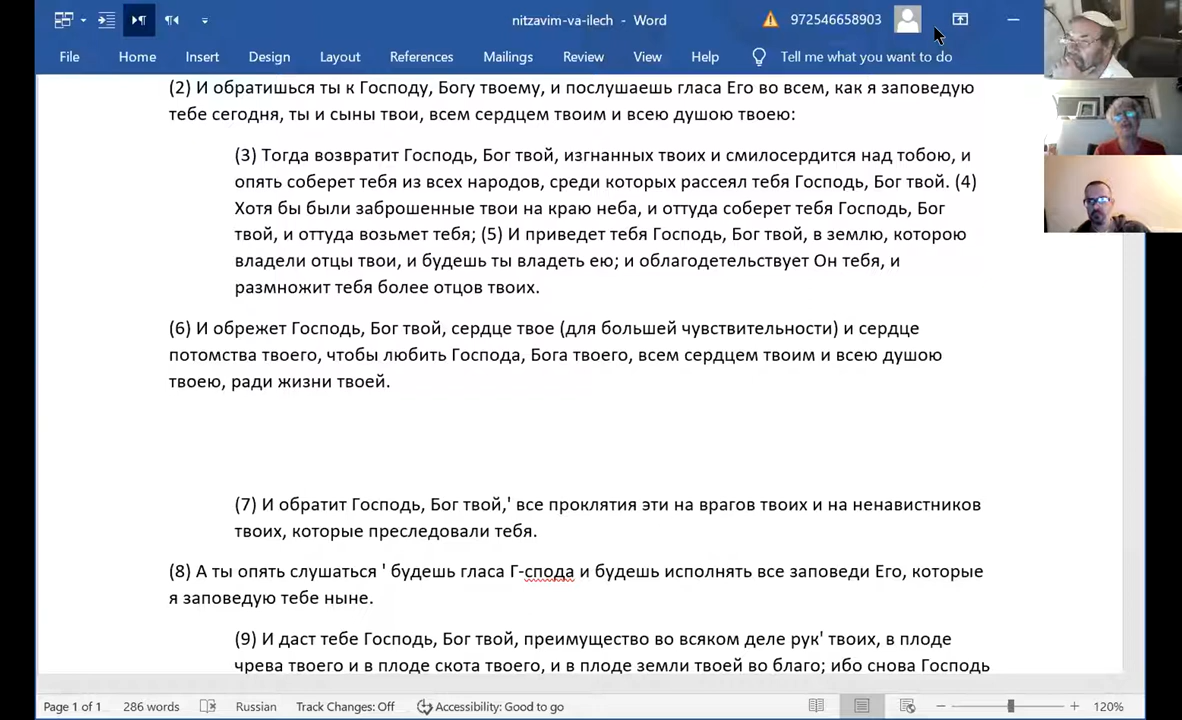 nitzavim-va-ilech - Word
972546658903
File Home Insert Design Layout References Mailings Review View Help Tell me what you want to do
(2) И обратишься ты к Господу, Богу твоему, и послушаешь гласа Его во всем, как я заповедую
тебе сегодня, ты и сыны твои, всем сердцем твоим и всею душою твоею:
(3) Тогда возвратит Господь, Бог твой, изгнанных твоих и смилосердится над тобою, и
опять соберет тебя из всех народов, среди которых рассеял тебя Господь, Бог твой. (4)
Хотя бы были заброшенные твои на краю неба, и оттуда соберет тебя Господь, Бог
твой, и оттуда возьмет тебя; (5) И приведет тебя Господь, Бог твой, в землю, которою
владели отцы твои, и будешь ты владеть ею; и облагодетельствует Он тебя, и
размножит тебя более отцов твоих.
(6) И обрежет Господь, Бог твой, сердце твое (для большей чувствительности) и сердце
потомства твоего, чтобы любить Господа, Бога твоего, всем сердцем твоим и всею душою
твоею, ради жизни твоей.
(7) И обратит Господь, Бог твой,' все проклятия эти на врагов твоих и на ненавистников
твоих, которые преследовали тебя.
(8) А ты опять слушаться ' будешь гласа Г-спода и будешь исполнять все заповеди Его, которые
я заповедую тебе ныне.
(9) И даст тебе Господь, Бог твой, преимущество во всяком деле рук' твоих, в плоде
чрева твоего и в плоде скота твоего, и в плоде земли твоей во благо; ибо снова Господь
Page 1 of 1 286 words Russian Track Changes: Off Accessibility: Good to go 120%